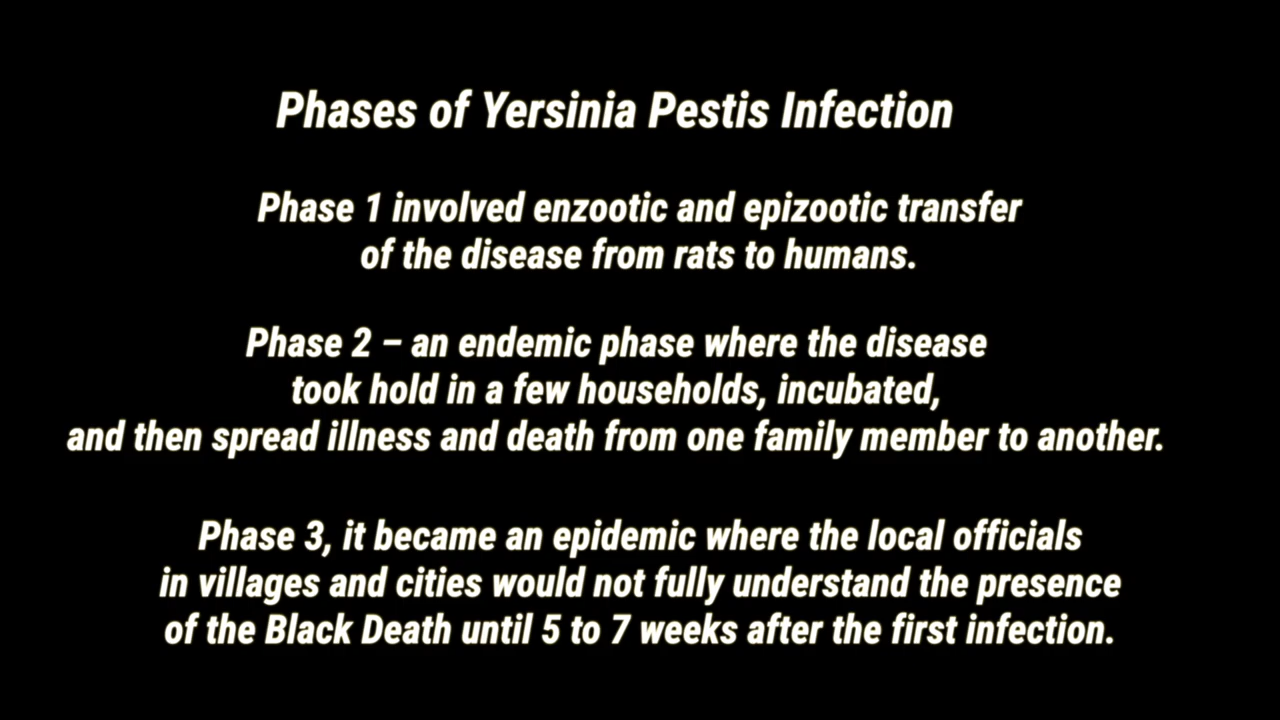 Phases of Yersinia Pestis Infection
Phase 1 involved enzootic and epizootic transfer
of the disease from rats to humans.
Phase 2 – an endemic phase where the disease
took hold in a few households, incubated,
and then spread illness and death from one family member to another.
Phase 3, it became an epidemic where the local officials
in villages and cities would not fully understand the presence
of the Black Death until 5 to 7 weeks after the first infection.